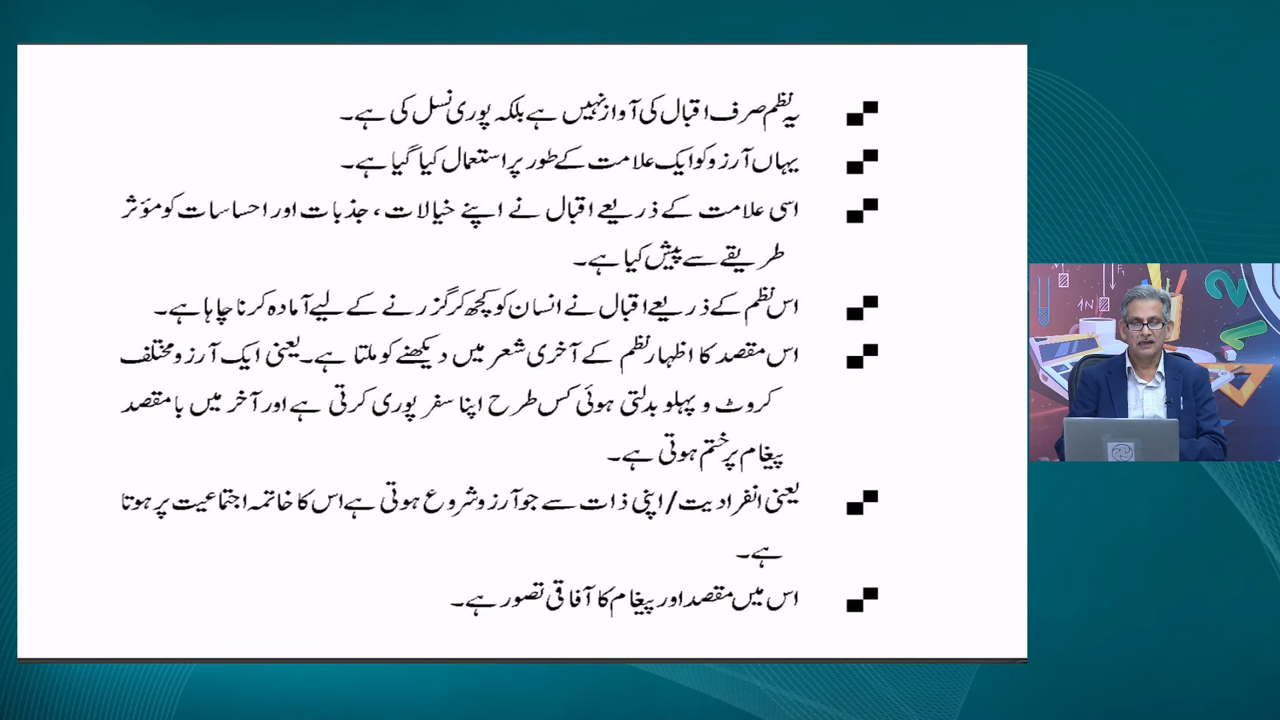 یہ نظم صرف اقبال کی آواز نہیں ہے بلکہ پوری نسل کی ہے۔
یہاں آرزو کو ایک علامت کے طور پر استعمال کیا گیا ہے۔
اسی علامت کے ذریعے اقبال نے اپنے خیالات، جذبات اور احساسات کو مؤثر
طریقے سے پیش کیا ہے۔
اس نظم کے ذریعے اقبال نے انسان کو کچھ کر گزرنے کے لیے آمادہ کرنا چاہا ہے۔
اس مقصد کا اظہار نظم کے آخری شعر میں دیکھنے کو ملتا ہے۔ یعنی ایک آرزو مختلف
کروٹ و پہلو بدلتی ہوئی کس طرح اپنا سفر پوری کرتی ہے اور آخر میں با مقصد
پیغام پر ختم ہوتی ہے۔
یعنی انفرادیت/اپنی ذات سے جو آرزو شروع ہوتی ہے اس کا خاتمہ اجتماعیت پر ہوتا
ہے۔
اس میں مقصد اور پیغام کا آفاقی تصور ہے۔
1N
F₁
2
1